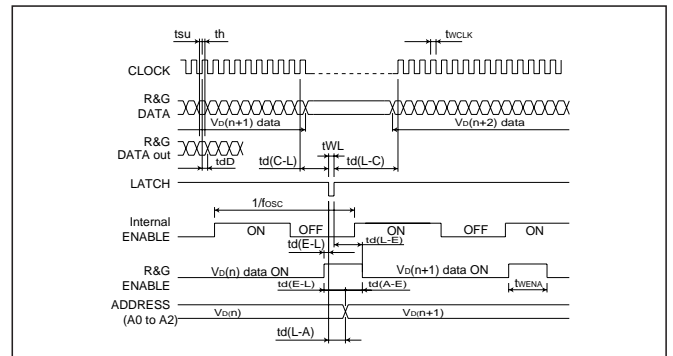 tsu th tWCLK
CLOCK
R&G
DATA
VD(n+1) data VD(n+2) data
R&G
DATA out
tdD
tWL
td(C-L) td(L-C)
LATCH
1/fosc
Internal
ENABLE
ON OFF ON OFF ON
td(E-L) td(L-E)
R&G
ENABLE
VD(n) data ON VD(n+1) data ON
td(E-L) td(A-E) tWENA
ADDRESS
(A0 to A2)
VD(n) VD(n+1)
td(L-A)